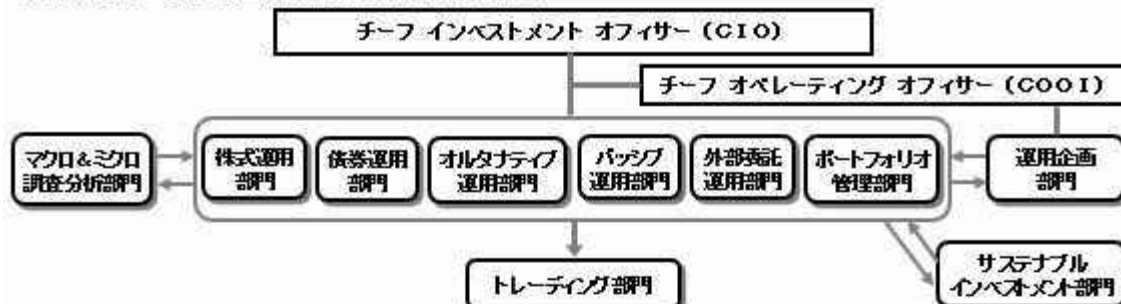 チーフ インベストメント オフィサー (CIO)
チーフ オペレーティング オフィサー (COOI)
マクロ&ミクロ
調査分析部門
株式運用
部門
債券運用
部門
オルタナティブ
運用部門
パッシブ
運用部門
外部委託
運用部門
ポートフォリオ
管理部門
運用企画
部門
トレーディング部門
サステナブル
インベストメント部門